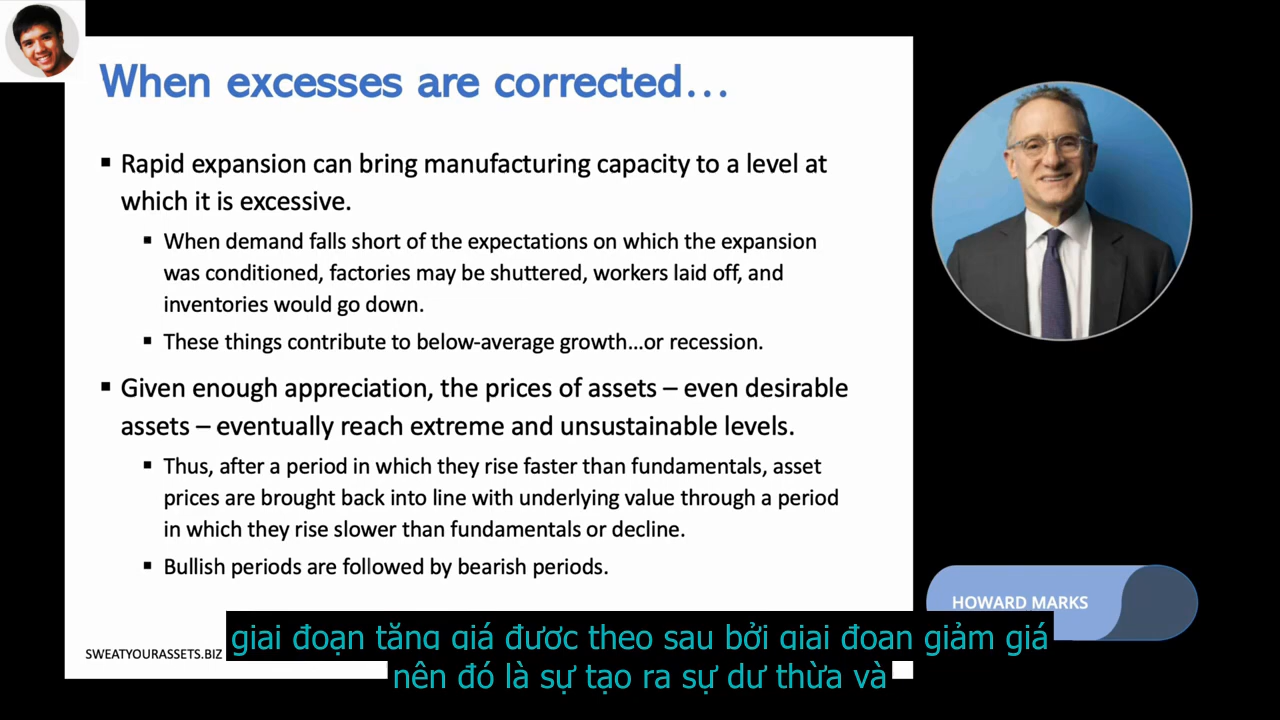 When excesses are corrected…
▪ Rapid expansion can bring manufacturing capacity to a level at
which it is excessive.
▪ When demand falls short of the expectations on which the expansion
was conditioned, factories may be shuttered, workers laid off, and
inventories would go down.
▪ These things contribute to below-average growth…or recession.
▪ Given enough appreciation, the prices of assets – even desirable
assets – eventually reach extreme and unsustainable levels.
▪ Thus, after a period in which they rise faster than fundamentals, asset
prices are brought back into line with underlying value through a period
in which they rise slower than fundamentals or decline.
▪ Bullish periods are followed by bearish periods.
HOWARD MARKS
SWEATYOURASSETS.BIZ
giai đoạn tăng giá được theo sau bởi giai đoạn giảm giá
nên đó là sự tạo ra sự dư thừa và